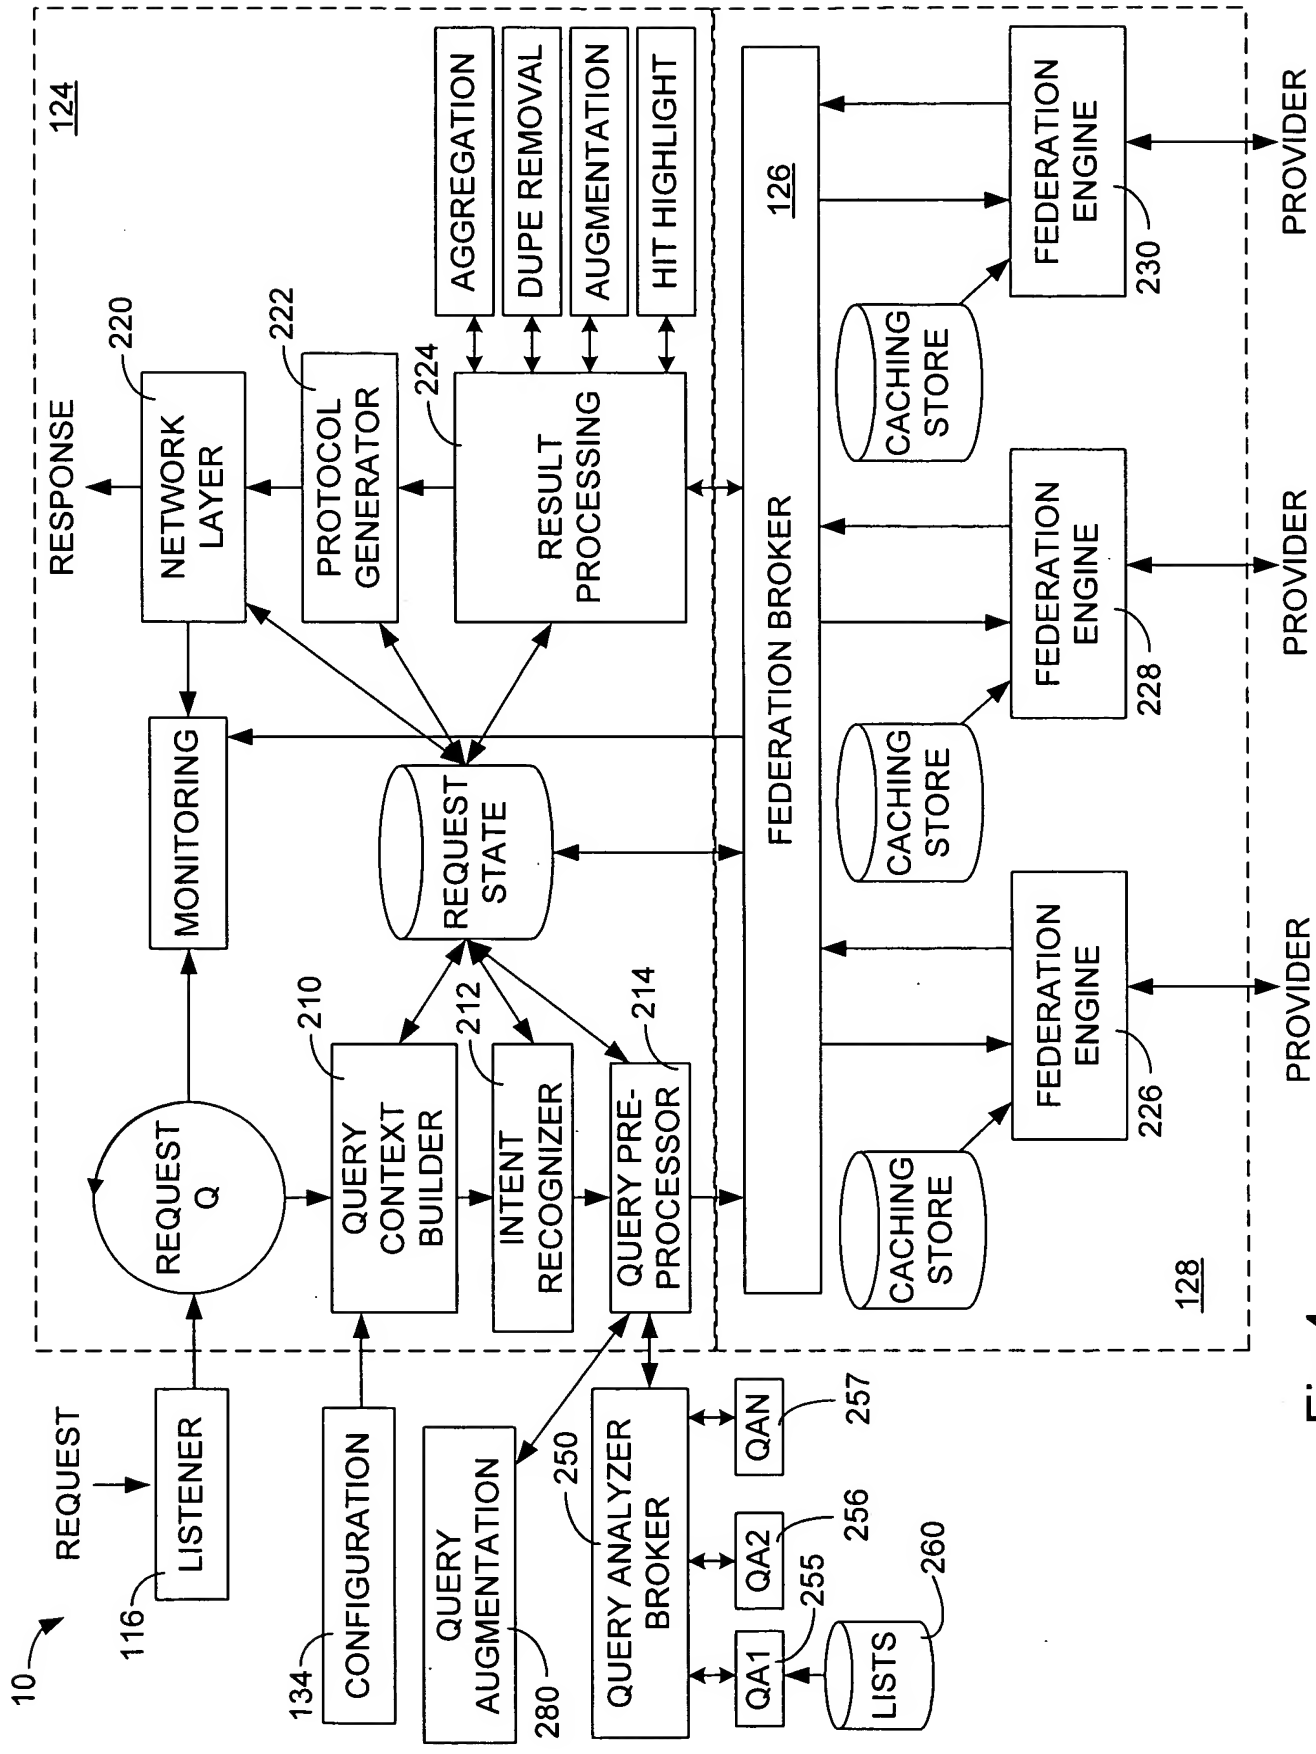 10
REQUEST
116
LISTENER
REQUEST
Q
MONITORING
RESPONSE
220
NETWORK
LAYER
124
134
CONFIGURATION
210
QUERY
CONTEXT
BUILDER
REQUEST
STATE
222
PROTOCOL
GENERATOR
280
QUERY
AUGMENTATION
212
INTENT
RECOGNIZER
224
RESULT
PROCESSING
AGGREGATION
DUPE REMOVAL
AUGMENTATION
HIT HIGHLIGHT
250
QUERY ANALYZER
BROKER
214
QUERY PRE-
PROCESSOR
QA1
255
QA2
256
QAN
257
LISTS
260
FEDERATION BROKER
126
CACHING
STORE
CACHING
STORE
CACHING
STORE
FEDERATION
ENGINE
226
FEDERATION
ENGINE
228
FEDERATION
ENGINE
230
128
PROVIDER
PROVIDER
PROVIDER